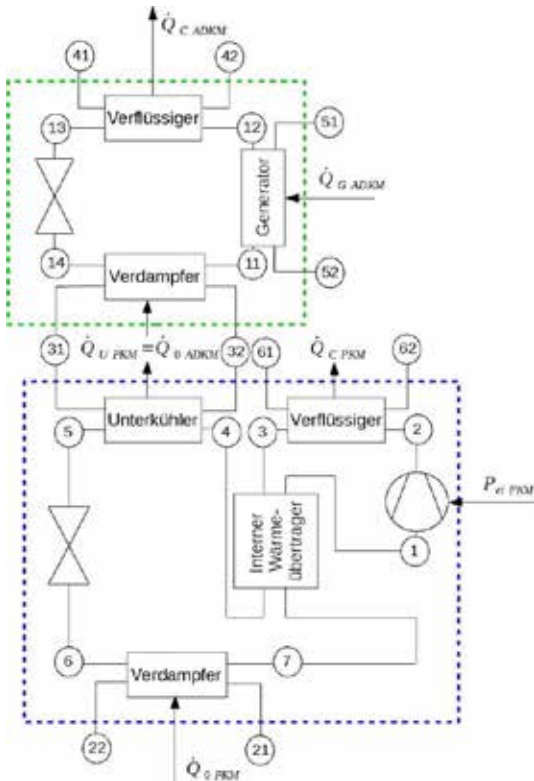 Q̇ C ADKM
41
42
Verflüssiger
13
12
51
Generator
Q̇ G ADKM
14
Verdampfer
11
52
31
Q̇ U PKM = Q̇ 0 ADKM
32
61
Q̇ C PKM
62
5
Unterkühler
4
3
Verflüssiger
2
P el PKM
Interner
Wärme-
übertrager
1
6
Verdampfer
7
22
21
Q̇ 0 PKM